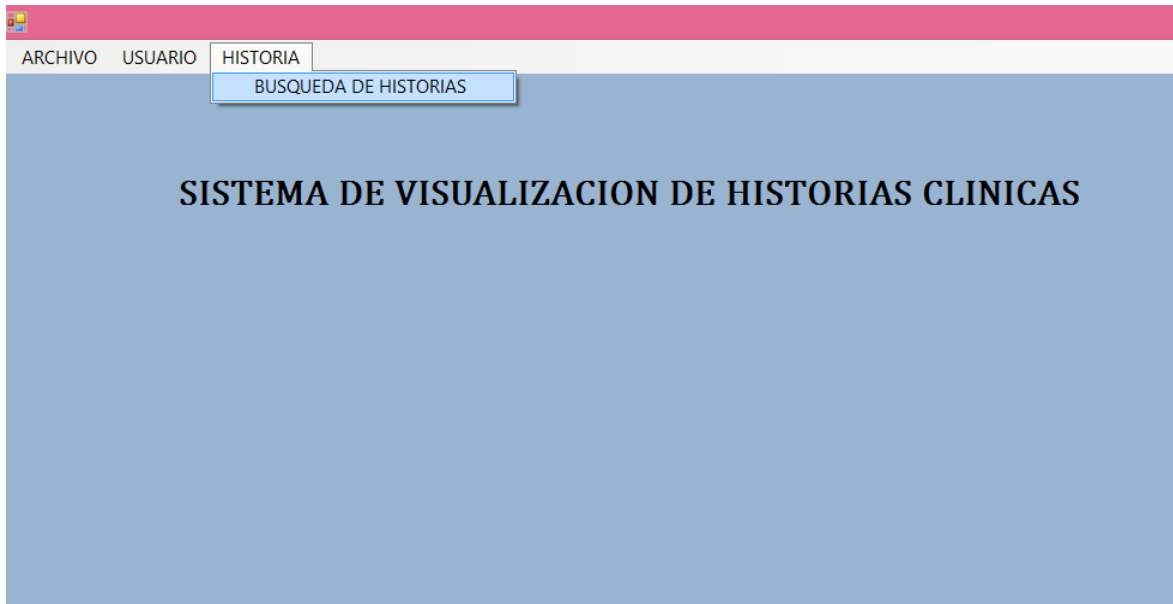 ARCHIVO USUARIO HISTORIA
BUSQUEDA DE HISTORIAS
SISTEMA DE VISUALIZACION DE HISTORIAS CLINICAS